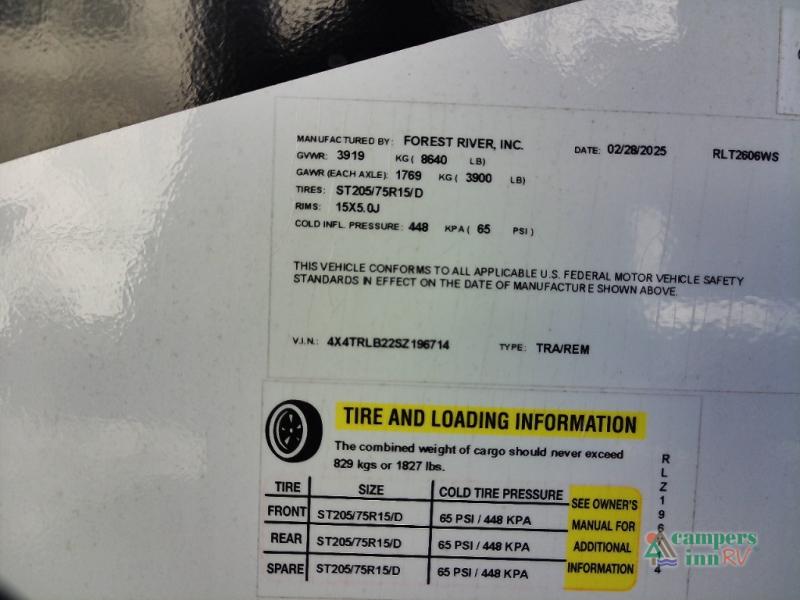 MANUFACTURED BY: FOREST RIVER, INC. DATE: 02/28/2025 RLT2606WS
GVWR: 3919 KG ( 8640 LB)
GAWR (EACH AXLE): 1769 KG ( 3900 LB)
TIRES: ST205/75R15/D
RIMS: 15X5.0J
COLD INFL. PRESSURE: 448 KPA ( 65 PSI )
THIS VEHICLE CONFORMS TO ALL APPLICABLE U.S. FEDERAL MOTOR VEHICLE SAFETY
STANDARDS IN EFFECT ON THE DATE OF MANUFACTURE SHOWN ABOVE.
V.I.N.: 4X4TRLB22SZ196714 TYPE: TRA/REM
TIRE AND LOADING INFORMATION
The combined weight of cargo should never exceed
829 kgs or 1827 lbs.
TIRE SIZE COLD TIRE PRESSURE
FRONT ST205/75R15/D 65 PSI / 448 KPA
REAR ST205/75R15/D 65 PSI / 448 KPA
SPARE ST205/75R15/D 65 PSI / 448 KPA
SEE OWNER'S
MANUAL FOR
ADDITIONAL
INFORMATION
campers
inn RV